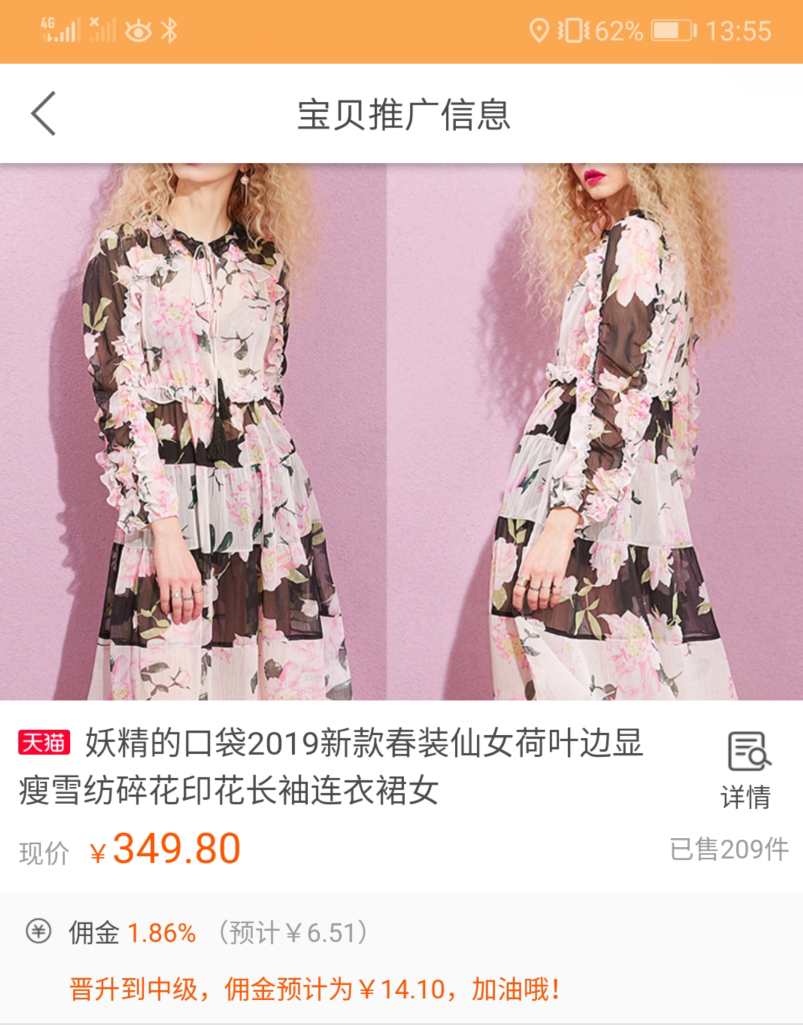 4G 62% 13:55
宝贝推广信息
天猫 妖精的口袋2019新款春装仙女荷叶边显
瘦雪纺碎花印花长袖连衣裙女
详情
现价 ￥349.80 已售209件
佣金 1.86% （预计￥6.51）
晋升到中级，佣金预计为￥14.10，加油哦！